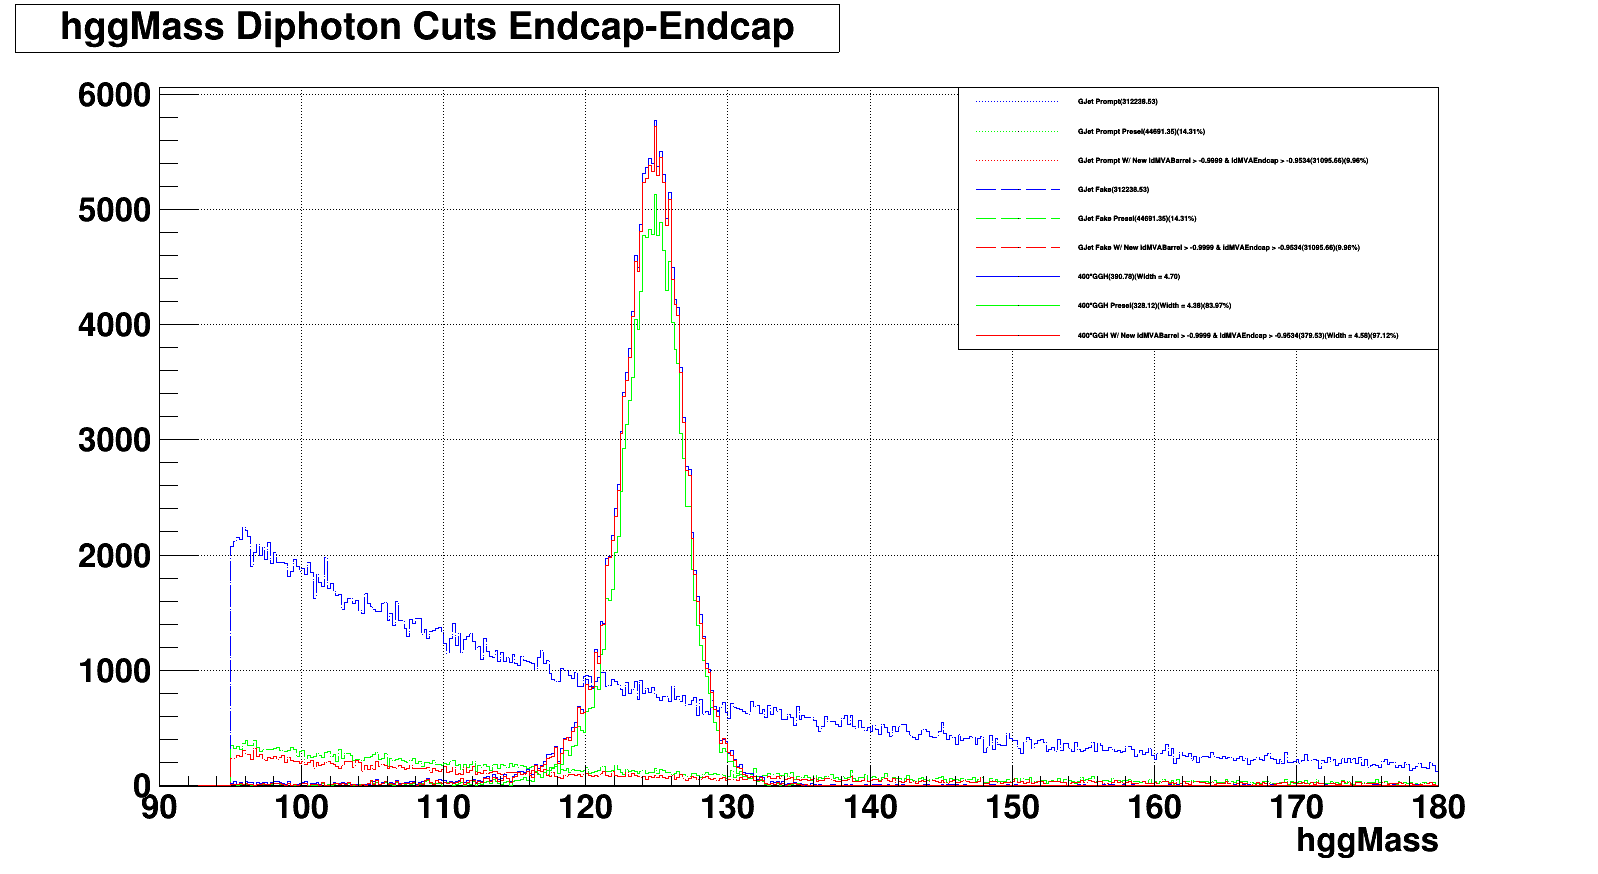 hggMass Diphoton Cuts Endcap-Endcap
6000
5000
4000
3000
2000
1000
0
90 100 110 120 130 140 150 160 170 180
hggMass
GJet Prompt(312238.53)
GJet Prompt Presel(44691.35)(14.31%)
GJet Prompt W/ New IdMVABarrel > -0.9999 & IdMVAEndcap > -0.9534(31095.66)(9.96%)
GJet Fake(312238.53)
GJet Fake Presel(44691.35)(14.31%)
GJet Fake W/ New IdMVABarrel > -0.9999 & IdMVAEndcap > -0.9534(31095.66)(9.96%)
400*GGH(390.78)(Width = 4.70)
400*GGH Presel(328.12)(Width = 4.38)(83.97%)
400*GGH W/ New IdMVABarrel > -0.9999 & IdMVAEndcap > -0.9534(379.53)(Width = 4.58)(97.12%)